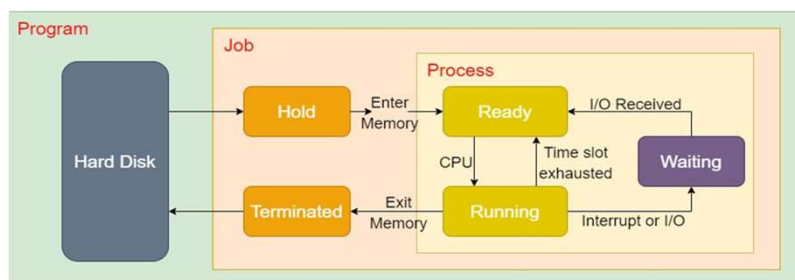 Program
Job
Process
Hard Disk
Hold
Enter
Memory
Ready
I/O Received
CPU
Time slot
exhausted
Waiting
Terminated
Exit
Memory
Running
Interrupt or I/O